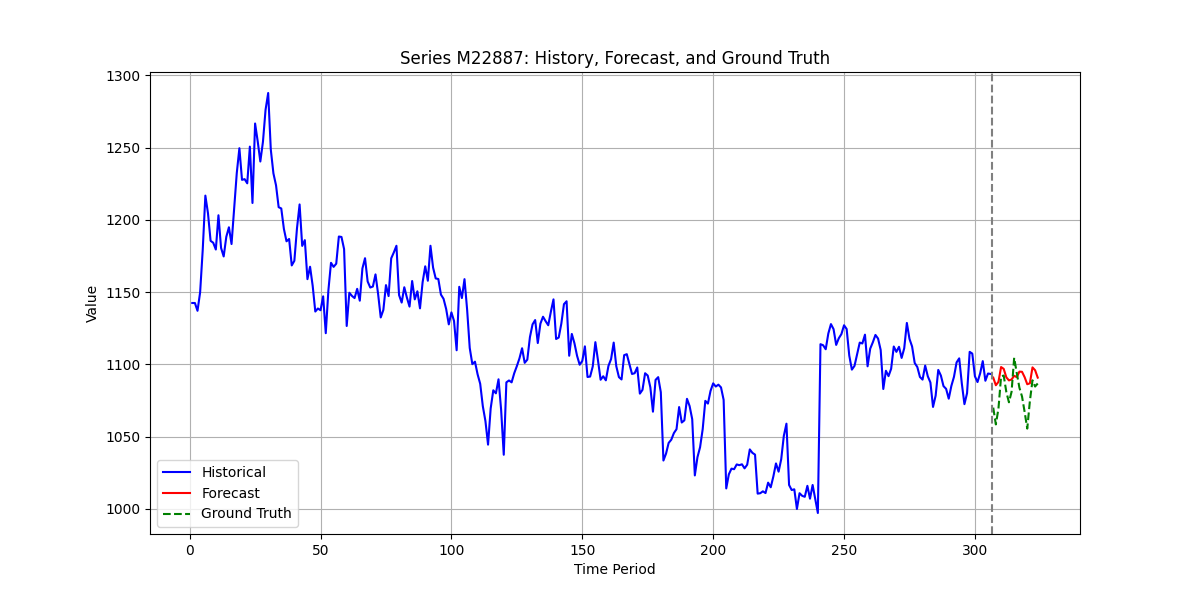 Series M22887: History, Forecast, and Ground Truth
1300
1250
1200
1150
1100
1050
1000
Value
Historical
Forecast
Ground Truth
0 50 100 150 200 250 300
Time Period